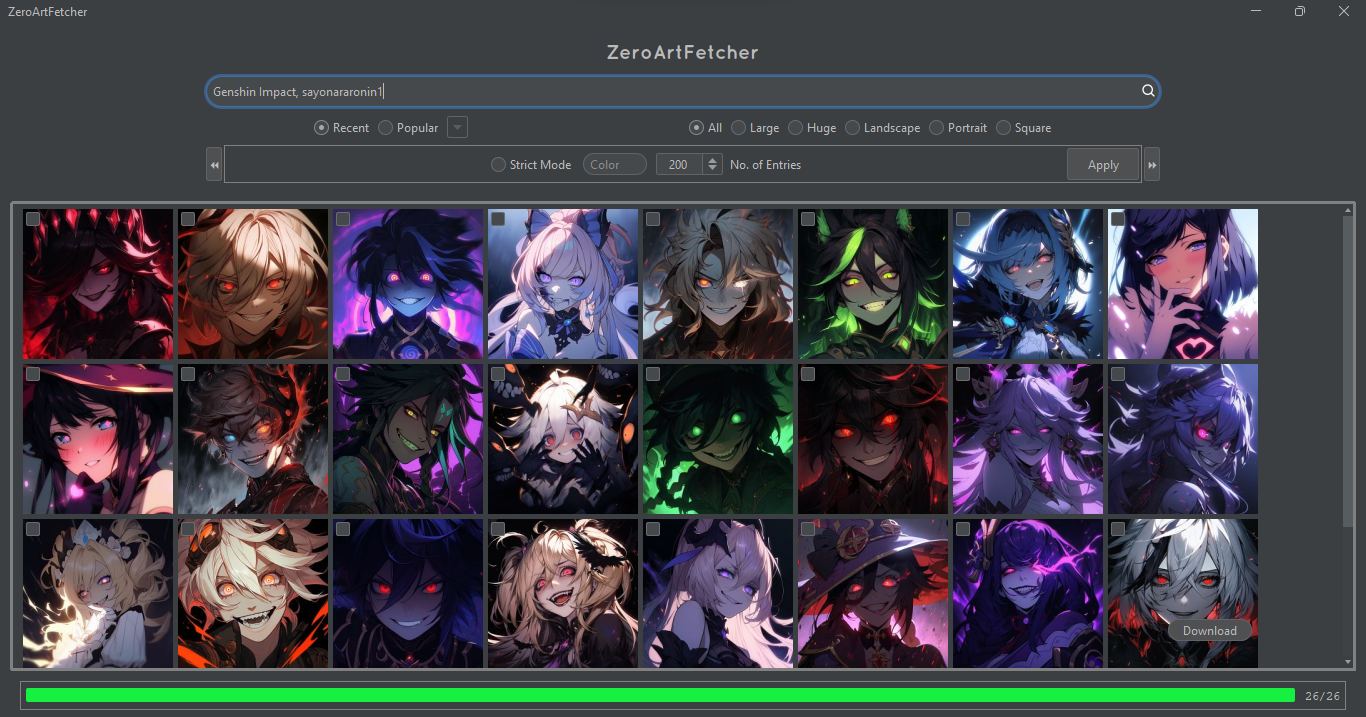 ZeroArtFetcher
ZeroArtFetcher
Genshin Impact, sayonararonin1
Recent Popular All Large Huge Landscape Portrait Square
Strict Mode Color 200 No. of Entries Apply
Download
26/26